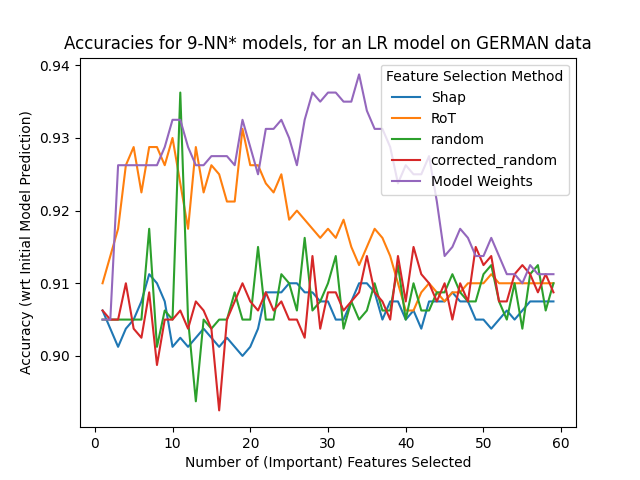 Accuracies for 9-NN* models, for an LR model on GERMAN data
Accuracy (wrt Initial Model Prediction)
0.94
0.93
0.92
0.91
0.90
Feature Selection Method
Shap
RoT
random
corrected_random
Model Weights
0 10 20 30 40 50 60
Number of (Important) Features Selected